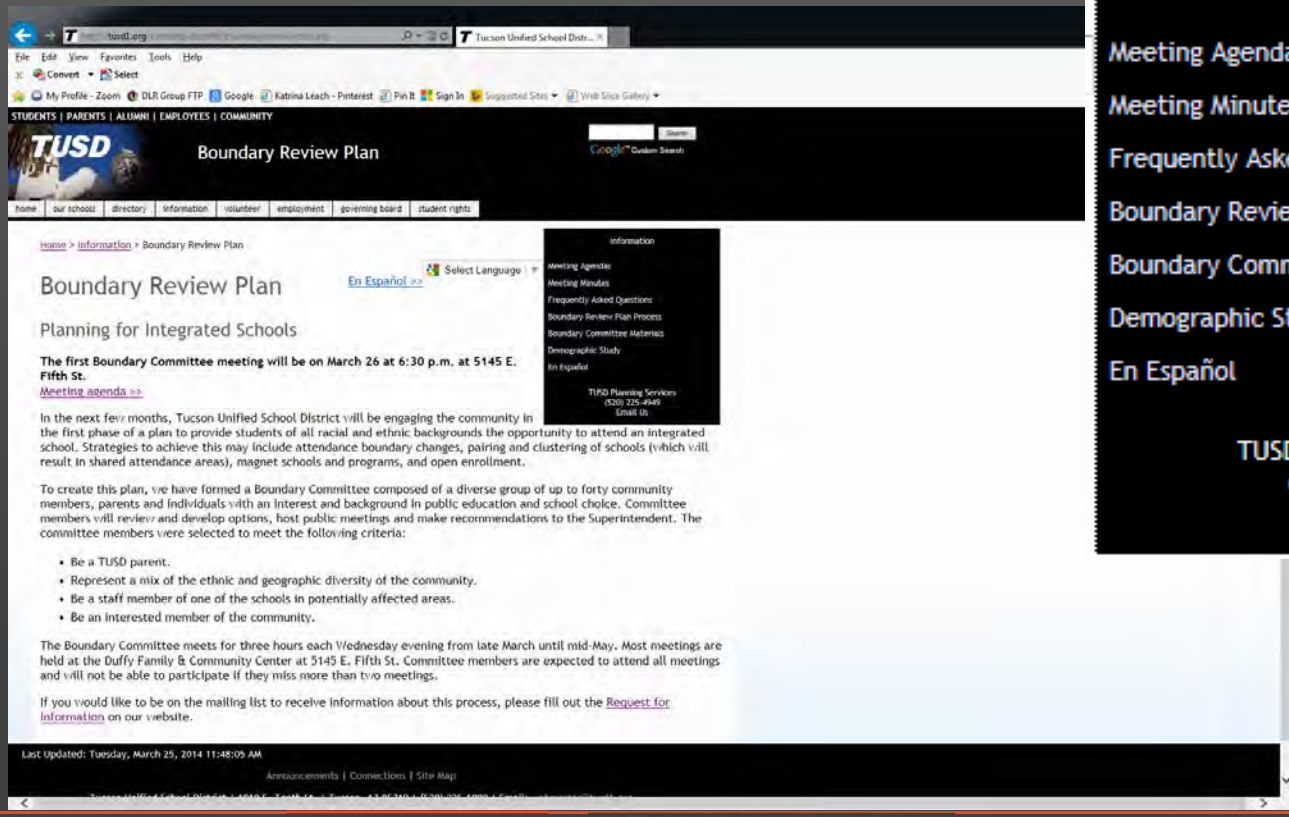 tusd1.org
Tucson Unified School Distr...
File Edit View Favorites Tools Help
Convert Select
My Profile - Zoom DLR Group FTP Google Katrina Leach - Pinterest Pin It Sign In Suggested Sites Web Slice Gallery
STUDENTS | PARENTS | ALUMNI | EMPLOYEES | COMMUNITY
TUSD
Boundary Review Plan
Search
Google™ Custom Search
home our schools directory information volunteer employment governing board student rights
Home > Information > Boundary Review Plan
Select Language
Boundary Review Plan
En Español >>
Planning for Integrated Schools
The first Boundary Committee meeting will be on March 26 at 6:30 p.m. at 5145 E.
Fifth St.
Meeting agenda >>
In the next few months, Tucson Unified School District will be engaging the community in
the first phase of a plan to provide students of all racial and ethnic backgrounds the opportunity to attend an integrated
school. Strategies to achieve this may include attendance boundary changes, pairing and clustering of schools (which will
result in shared attendance areas), magnet schools and programs, and open enrollment.
To create this plan, we have formed a Boundary Committee composed of a diverse group of up to forty community
members, parents and individuals with an interest and background in public education and school choice. Committee
members will review and develop options, host public meetings and make recommendations to the Superintendent. The
committee members were selected to meet the following criteria:
• Be a TUSD parent.
• Represent a mix of the ethnic and geographic diversity of the community.
• Be a staff member of one of the schools in potentially affected areas.
• Be an interested member of the community.
The Boundary Committee meets for three hours each Wednesday evening from late March until mid-May. Most meetings are
held at the Duffy Family & Community Center at 5145 E. Fifth St. Committee members are expected to attend all meetings
and will not be able to participate if they miss more than two meetings.
If you would like to be on the mailing list to receive information about this process, please fill out the Request for
Information on our website.
Information
Meeting Agendas
Meeting Minutes
Frequently Asked Questions
Boundary Review Plan Process
Boundary Committee Materials
Demographic Study
En Español
TUSD Planning Services
(520) 225-4949
Email Us
Last Updated: Tuesday, March 25, 2014 11:48:05 AM
Announcements | Connections | Site Map
Meeting Agenda
Meeting Minute
Frequently Ask
Boundary Revie
Boundary Comm
Demographic St
En Español
TUSD